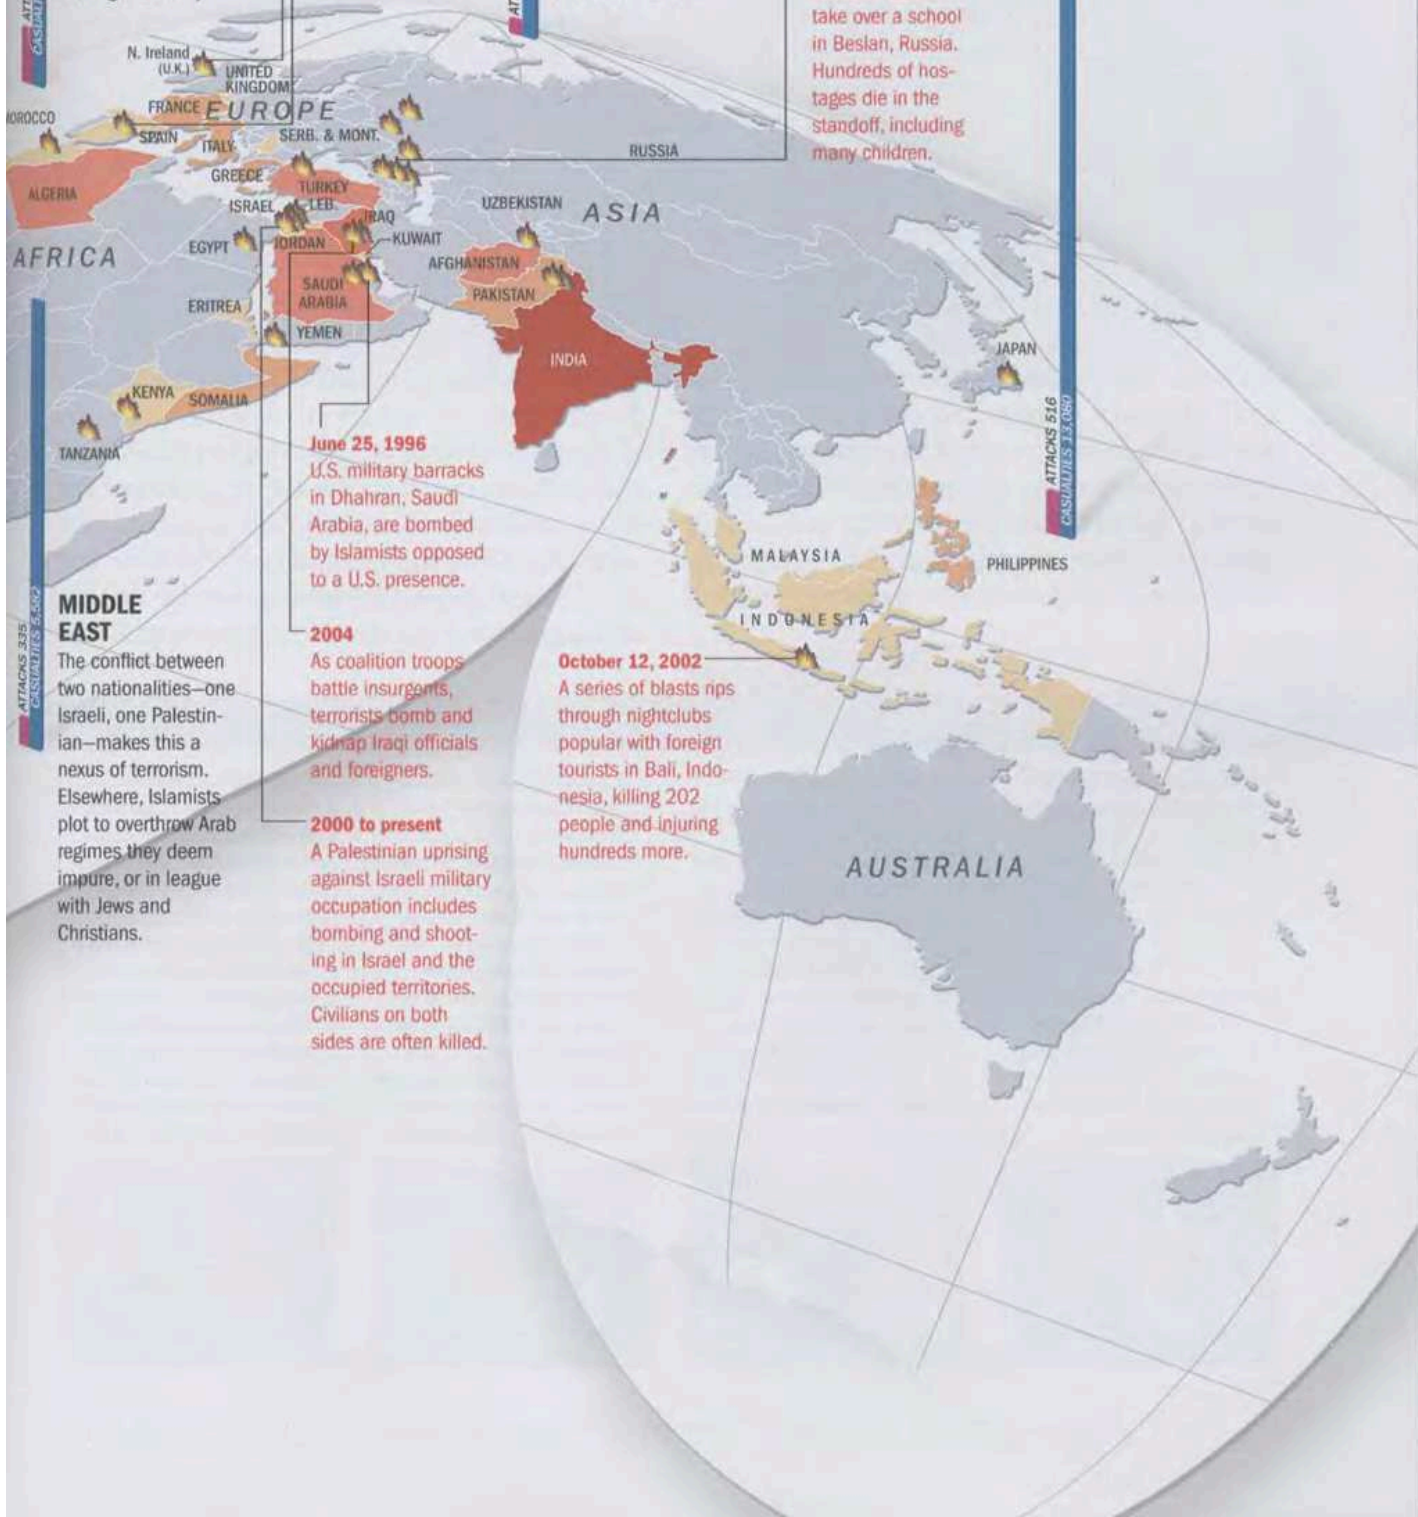 take over a school
in Beslan, Russia.
Hundreds of hos-
tages die in the
standoff, including
many children.
N. Ireland
(U.K.)
UNITED
KINGDOM
FRANCE
EUROPE
SPAIN
ITALY
SERB. & MONT.
GREECE
RUSSIA
ALGERIA
TURKEY
ISRAEL
LEB.
IRAQ
UZBEKISTAN
ASIA
EGYPT
JORDAN
KUWAIT
AFRICA
AFGHANISTAN
SAUDI
ARABIA
PAKISTAN
ERITREA
YEMEN
INDIA
JAPAN
KENYA
SOMALIA
TANZANIA
ATTACKS 516
CASUALTIES 13,080
June 25, 1996
U.S. military barracks
in Dhahran, Saudi
Arabia, are bombed
by Islamists opposed
to a U.S. presence.
MALAYSIA
PHILIPPINES
INDONESIA
ATTACKS 335
CASUALTIES
MIDDLE
EAST
The conflict between
two nationalities—one
Israeli, one Palestin-
ian—makes this a
nexus of terrorism.
Elsewhere, Islamists
plot to overthrow Arab
regimes they deem
impure, or in league
with Jews and
Christians.
2004
As coalition troops
battle insurgents,
terrorists bomb and
kidnap Iraqi officials
and foreigners.
2000 to present
A Palestinian uprising
against Israeli military
occupation includes
bombing and shoot-
ing in Israel and the
occupied territories.
Civilians on both
sides are often killed.
October 12, 2002
A series of blasts rips
through nightclubs
popular with foreign
tourists in Bali, Indo-
nesia, killing 202
people and injuring
hundreds more.
AUSTRALIA